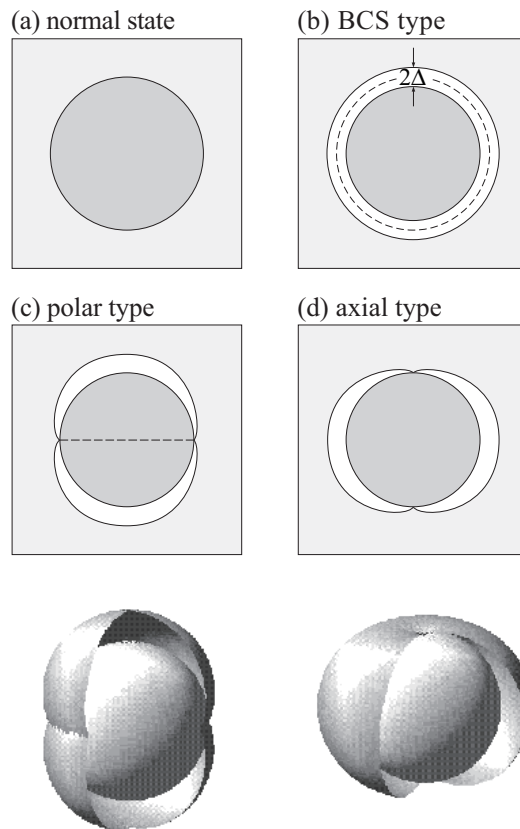 (a) normal state
(b) BCS type
2Δ
(c) polar type
(d) axial type